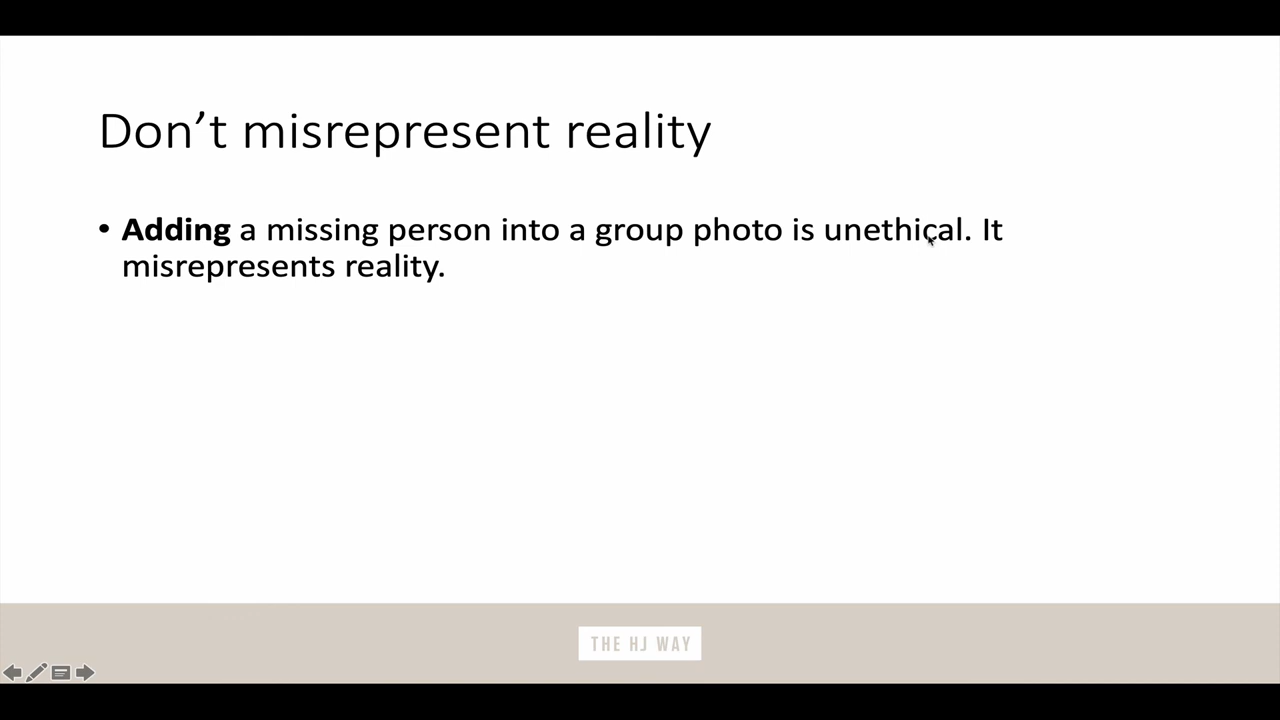 Don’t misrepresent reality
• Adding a missing person into a group photo is unethical. It
misrepresents reality.
THE HJ WAY